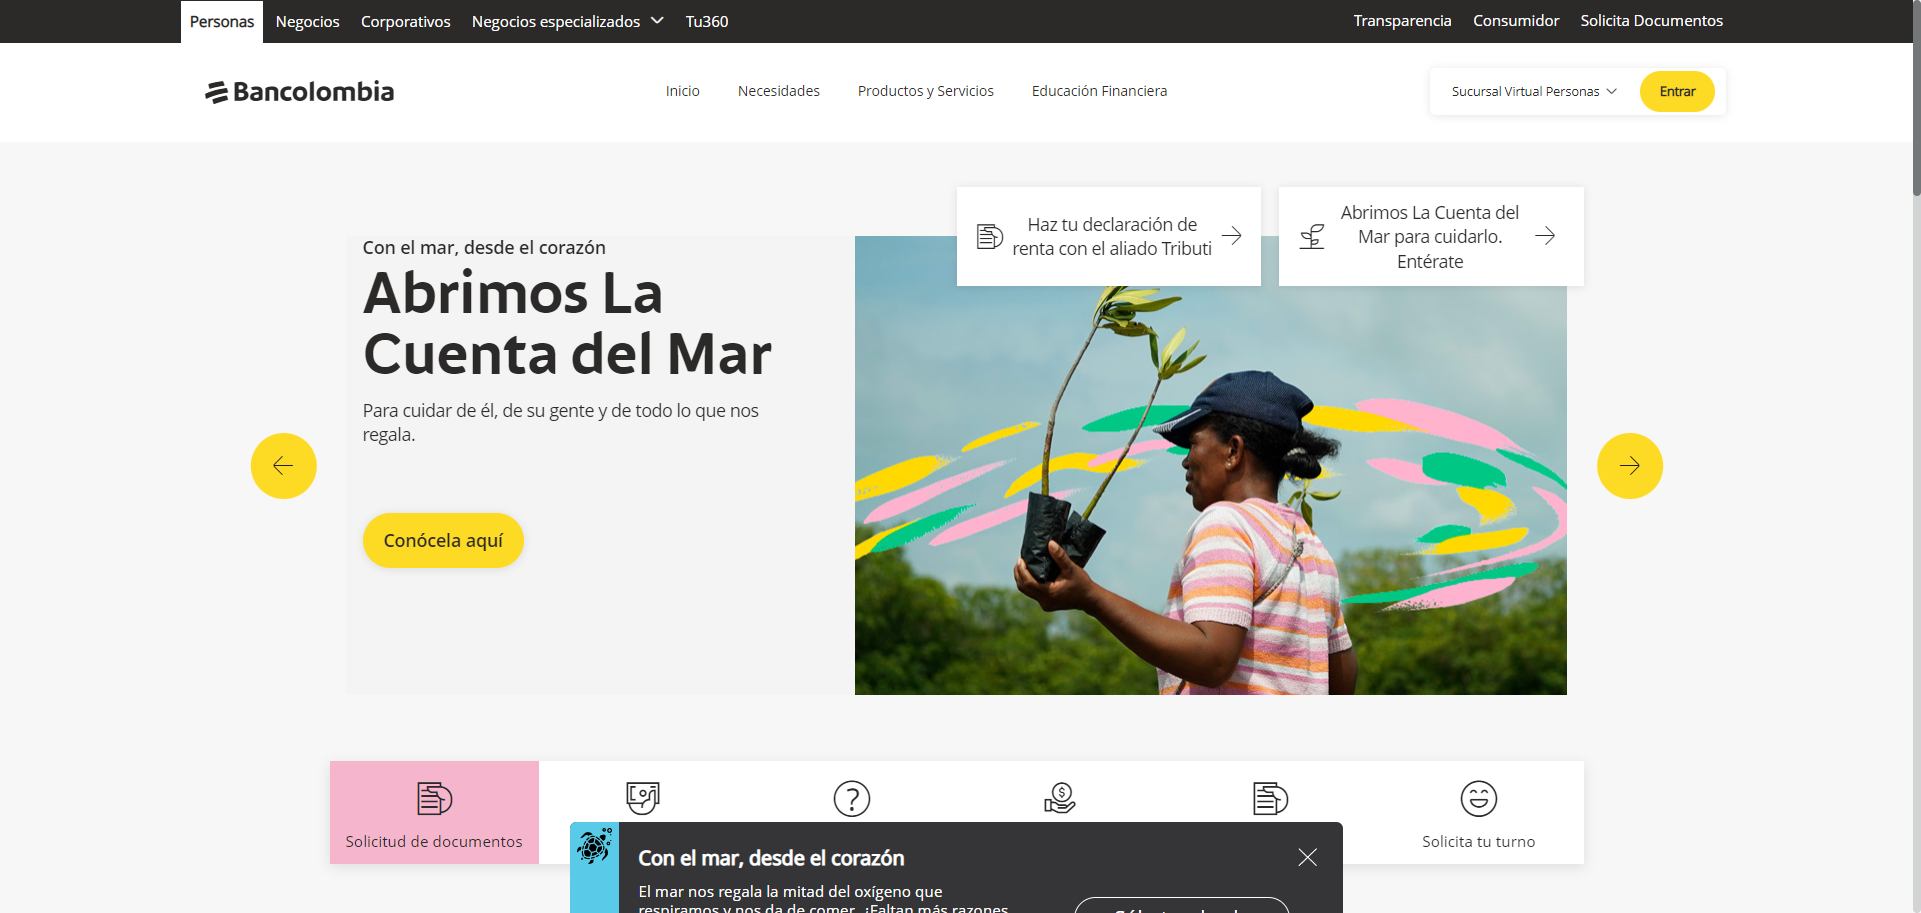 Personas
Negocios
Corporativos
Negocios especializados
Tu360
Transparencia
Consumidor
Solicita Documentos
Bancolombia
Inicio
Necesidades
Productos y Servicios
Educación Financiera
Sucursal Virtual Personas
Entrar
Haz tu declaración de
renta con el aliado Tributi
Abrimos La Cuenta del
Mar para cuidarlo.
Entérate
Con el mar, desde el corazón
Abrimos La
Cuenta del Mar
Para cuidar de él, de su gente y de todo lo que nos
regala.
Conócela aquí
Solicitud de documentos
Solicita tu turno
Con el mar, desde el corazón
El mar nos regala la mitad del oxígeno que
respiramos y nos da de comer. ¿Faltan más razones